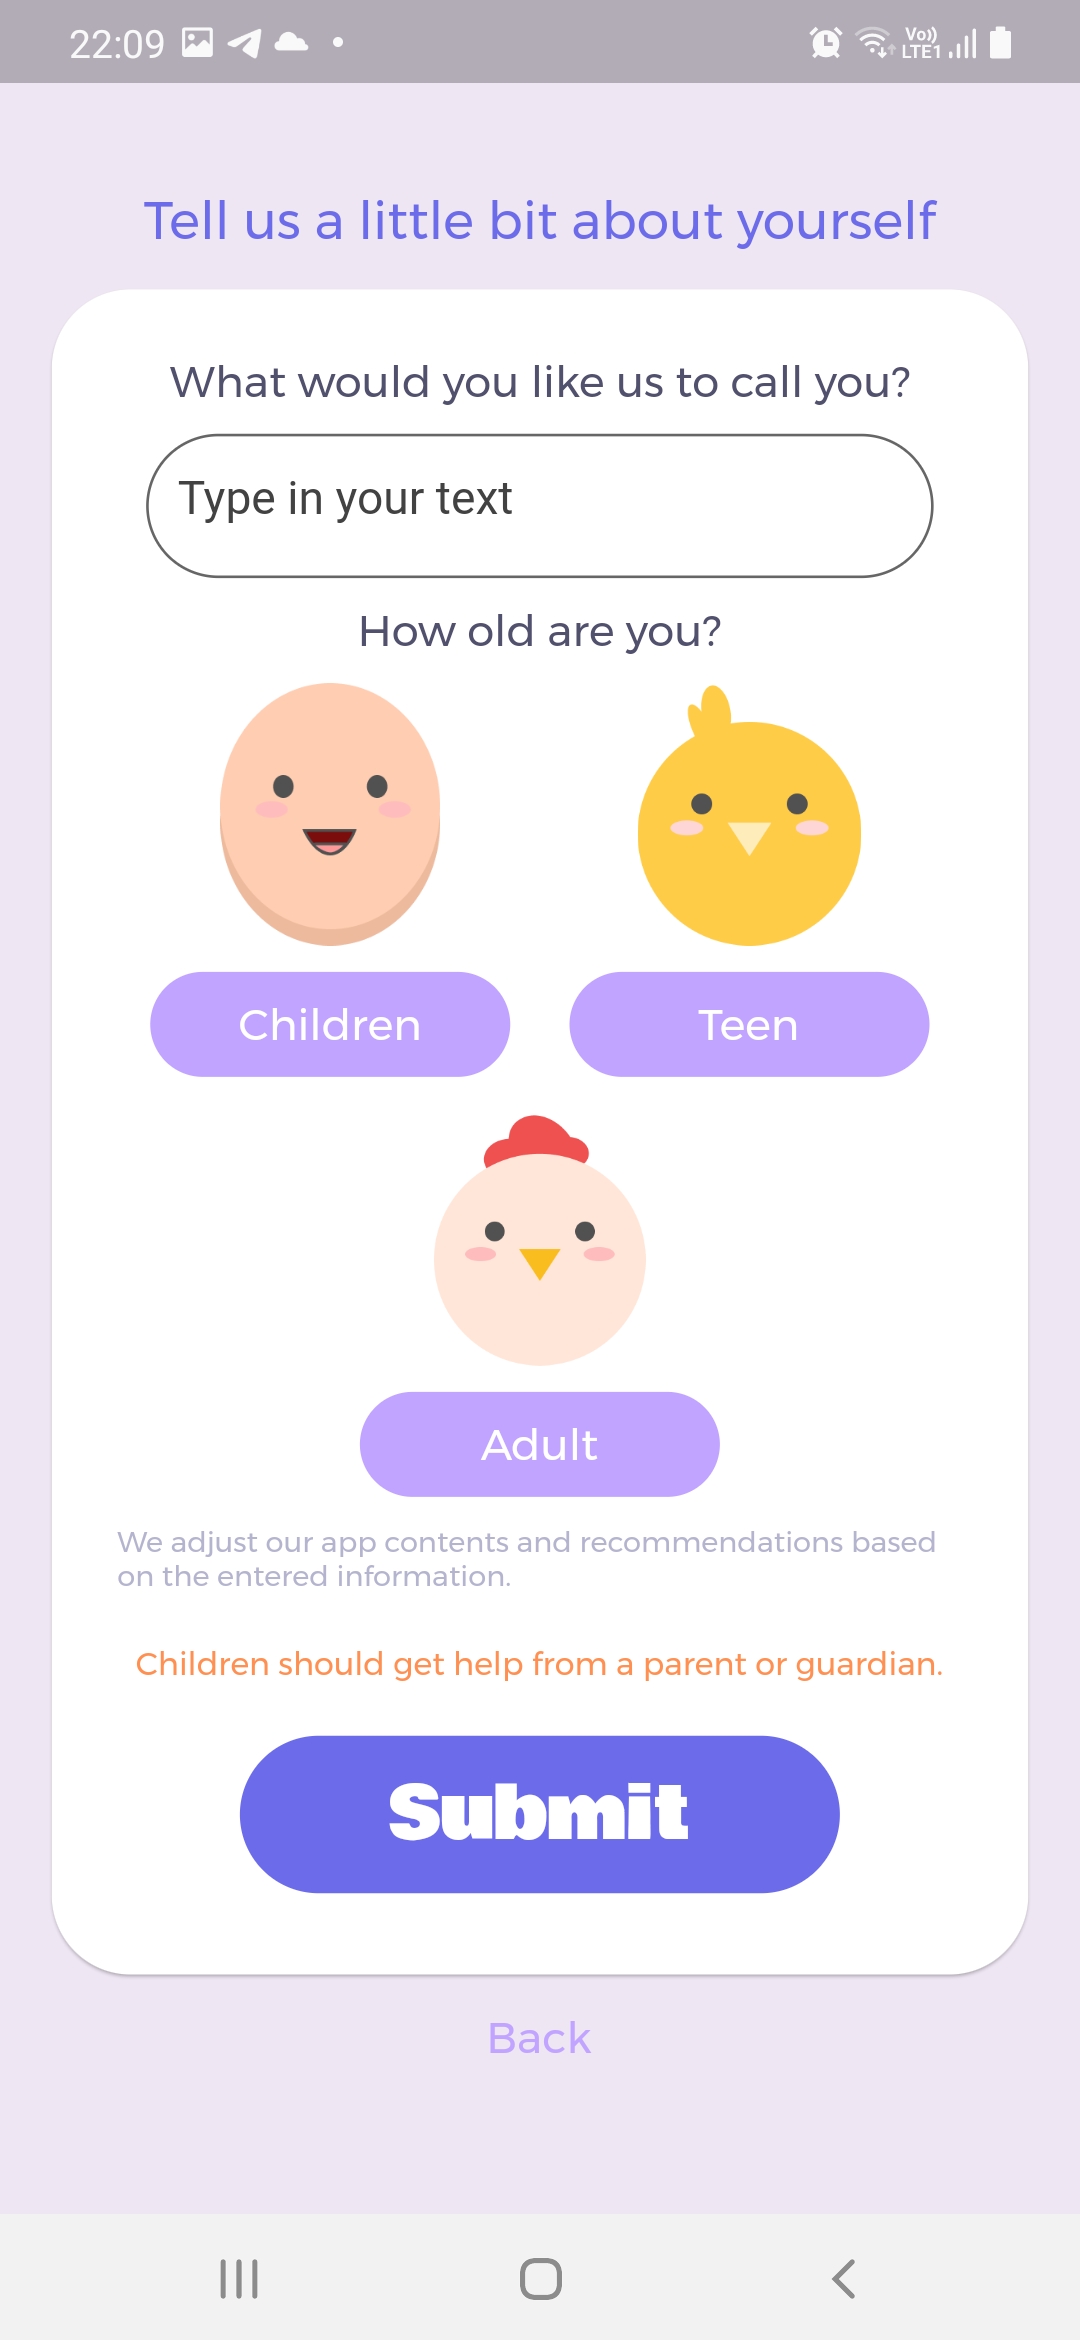 22:09
Vo))
LTE1
Tell us a little bit about yourself
What would you like us to call you?
Type in your text
How old are you?
Children
Teen
Adult
We adjust our app contents and recommendations based
on the entered information.
Children should get help from a parent or guardian.
Submit
Back